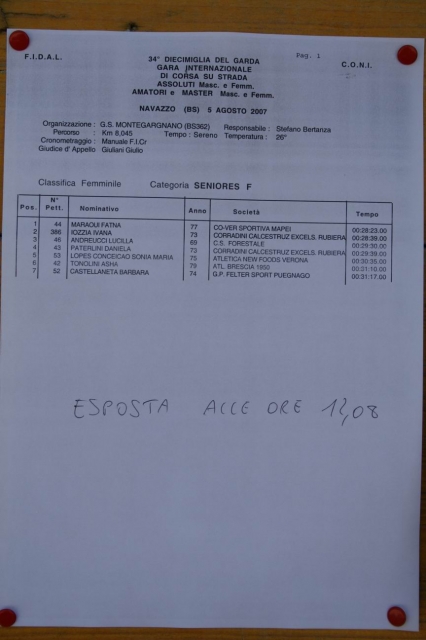 F.I.D.A.L.
34° DIECIMIGLIA DEL GARDA
Pag. 1
GARA INTERNAZIONALE
C.O.N.I.
DI CORSA SU STRADA
ASSOLUTI Masc. e Femm.
AMATORI e MASTER Masc. e Femm.
NAVAZZO (BS) 5 AGOSTO 2007
Organizzazione : G.S. MONTEGARGNANO (BS362) Responsabile : Stefano Bertanza
Percorso : Km 8,045 Tempo : Sereno Temperatura : 26°
Cronometraggio : Manuale F.I.Cr
Giudice d' Appello Giuliani Giulio
Classifica Femminile Categoria SENIORES F
Pos. N° Pett. Nominativo Anno Società Tempo
1 44 MARAOUI FATNA 77 CO-VER SPORTIVA MAPEI 00:28:23.00
2 386 IOZZIA IVANA 73 CORRADINI CALCESTRUZ EXCELS. RUBIERA 00:28:39.00
3 46 ANDREUCCI LUCILLA 69 C.S. FORESTALE 00:29:30.00
4 43 PATERLINI DANIELA 73 CORRADINI CALCESTRUZ EXCELS. RUBIERA 00:29:39.00
5 53 LOPES CONCEICAO SONIA MARIA 75 ATLETICA NEW FOODS VERONA 00:30:35.00
6 42 TONOLINI ASHA 79 ATL. BRESCIA 1950 00:31:10.00
7 52 CASTELLANETA BARBARA 74 G.P. FELTER SPORT PUEGNAGO 00:31:17.00
ESPOSTA ALLE ORE